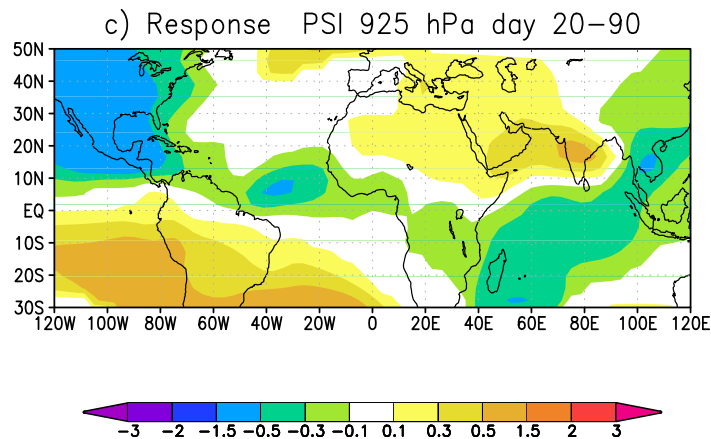 c) Response PSI 925 hPa day 20-90
50N
40N
30N
20N
10N
EQ
10S
20S
30S
120W 100W 80W 60W 40W 20W 0 20E 40E 60E 80E 100E 120E
-3 -2 -1.5 -0.5 -0.3 -0.1 0.1 0.3 0.5 1.5 2 3